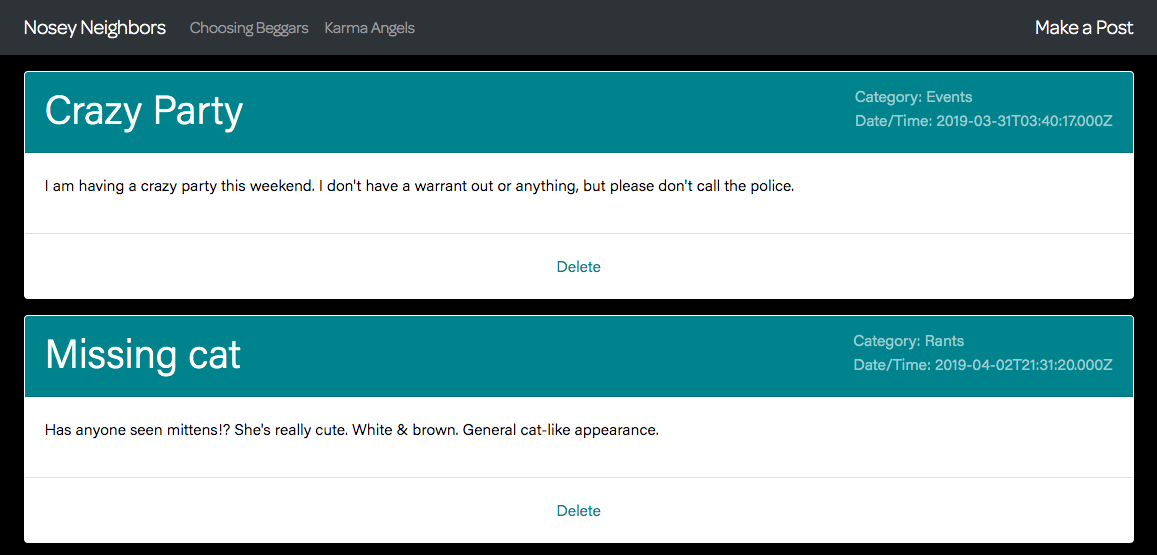 Nosey Neighbors Choosing Beggars Karma Angels Make a Post
Crazy Party
Category: Events
Date/Time: 2019-03-31T03:40:17.000Z
I am having a crazy party this weekend. I don't have a warrant out or anything, but please don't call the police.
Delete
Missing cat
Category: Rants
Date/Time: 2019-04-02T21:31:20.000Z
Has anyone seen mittens!? She's really cute. White & brown. General cat-like appearance.
Delete